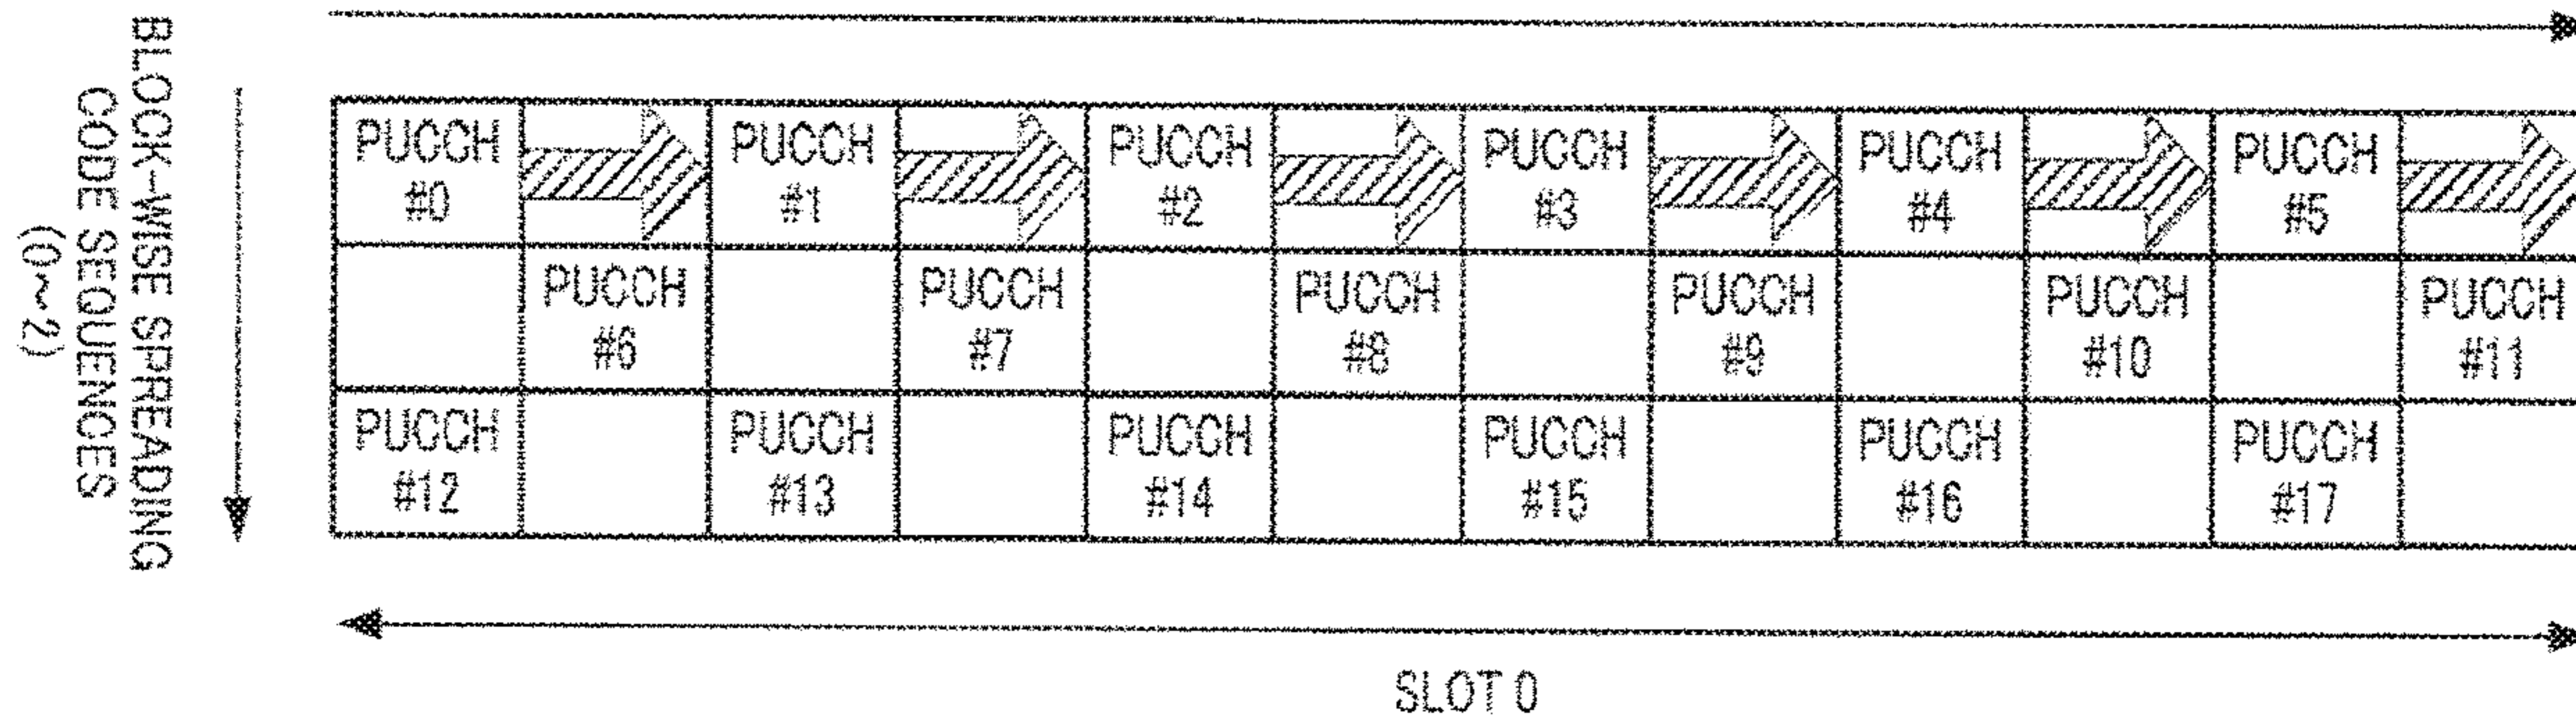 BLOCK-WISE SPREADING
CODE SEQUENCES
(0~2)
PUCCH PUCCH PUCCH PUCCH PUCCH PUCCH
#0 #1 #2 #3 #4 #5
PUCCH PUCCH PUCCH PUCCH PUCCH PUCCH
#6 #7 #8 #9 #10 #11
PUCCH PUCCH PUCCH PUCCH PUCCH PUCCH
#12 #13 #14 #15 #16 #17
SLOT 0